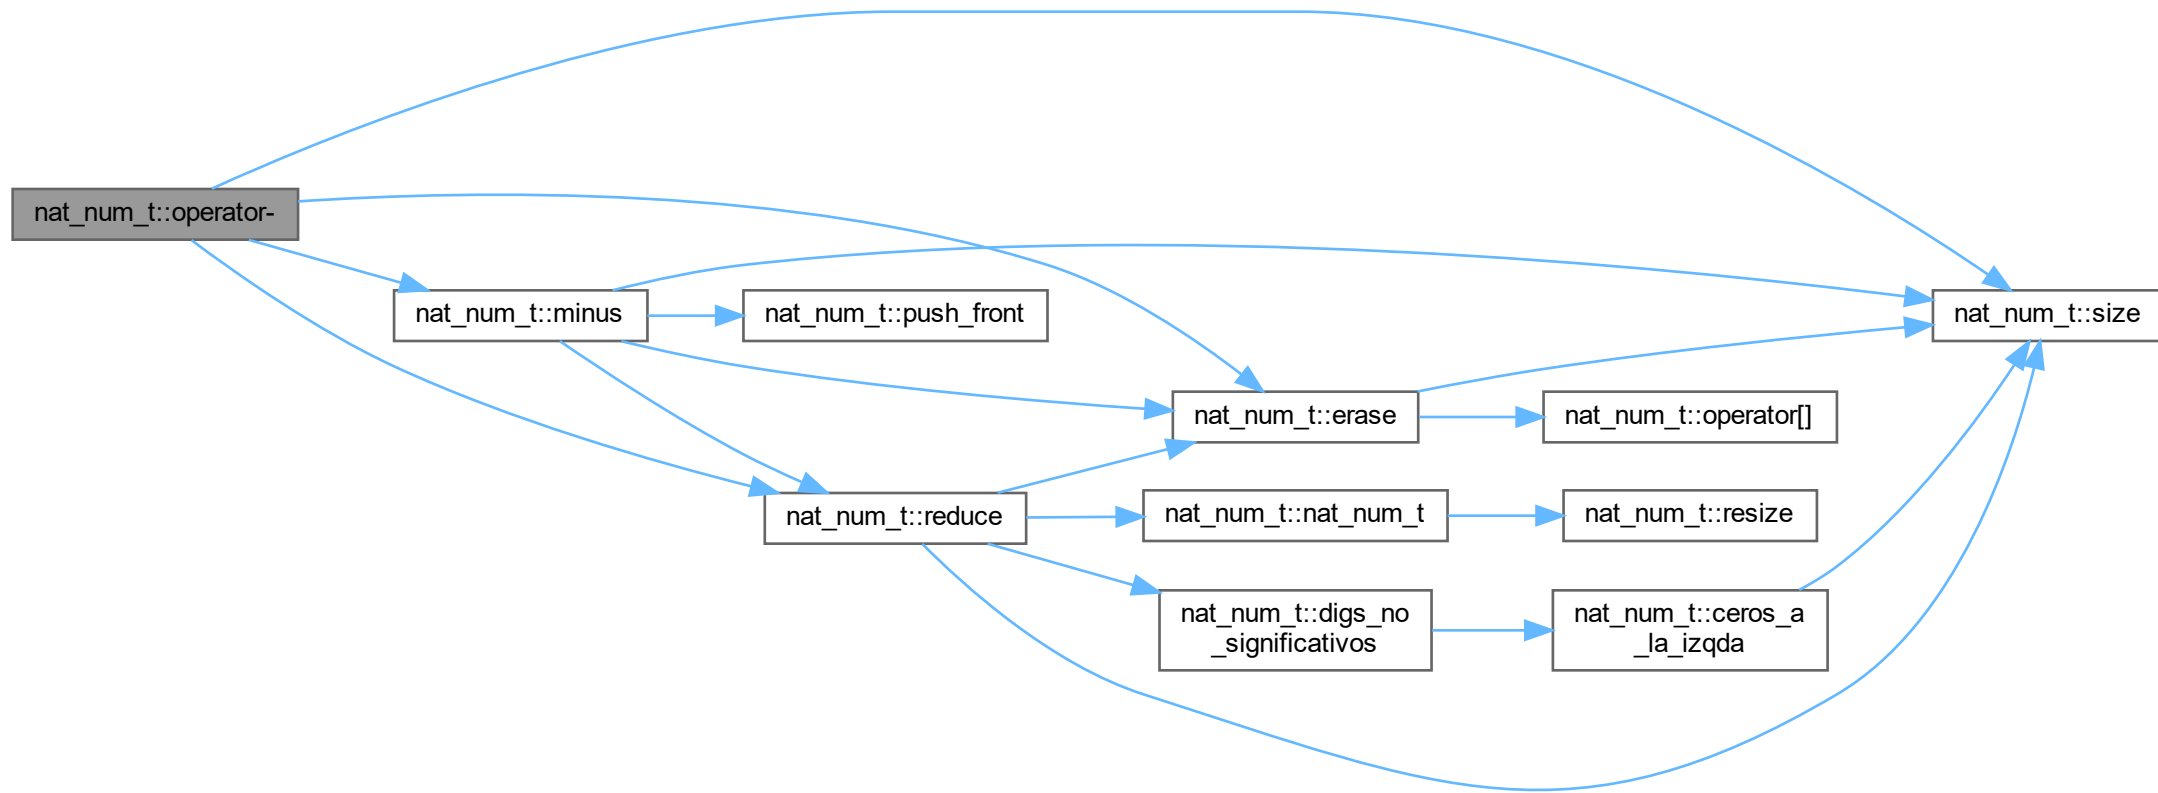 nat_num_t::operator-
nat_num_t::minus
nat_num_t::push_front
nat_num_t::size
nat_num_t::erase
nat_num_t::operator[]
nat_num_t::reduce
nat_num_t::nat_num_t
nat_num_t::resize
nat_num_t::digs_no
_significativos
nat_num_t::ceros_a
_la_izqda